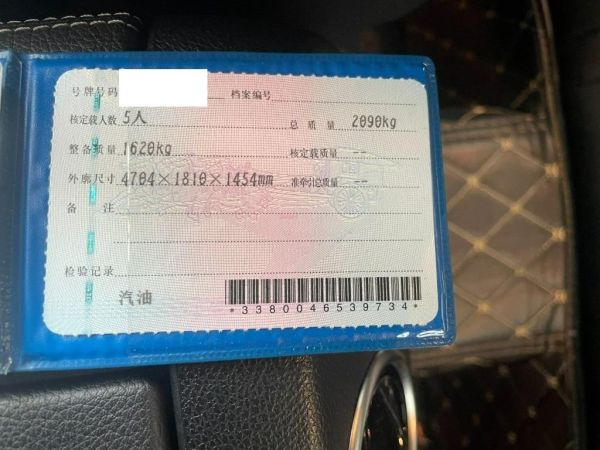 号牌号码 档案编号
核定载人数 5人 总质量 2090kg
整备质量 1620kg 核定载质量 --
外廓尺寸 4704×1810×1454mm 准牵引总质量 --
备注
检验记录
汽油
*3380046539734*